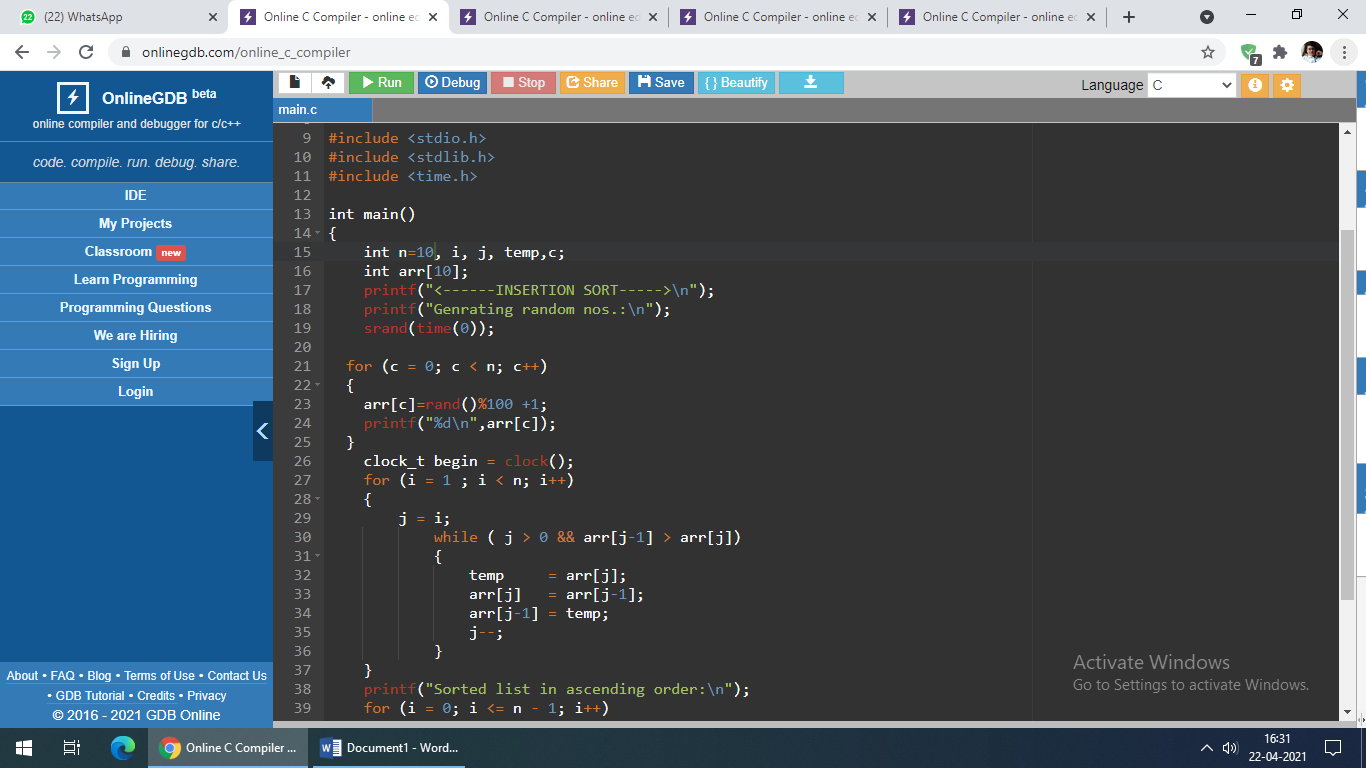 (22) WhatsApp
Online C Compiler - online ec
Online C Compiler - online ec
Online C Compiler - online ec
Online C Compiler - online ec
onlinegdb.com/online_c_compiler
7
OnlineGDB beta
online compiler and debugger for c/c++
code. compile. run. debug. share.
IDE
My Projects
Classroom new
Learn Programming
Programming Questions
We are Hiring
Sign Up
Login
About • FAQ • Blog • Terms of Use • Contact Us
• GDB Tutorial • Credits • Privacy
© 2016 - 2021 GDB Online
Run
Debug
Stop
Share
Save
{ } Beautify
Language C
main.c
9 #include <stdio.h>
10 #include <stdlib.h>
11 #include <time.h>
12
13 int main()
14 {
15 int n=10, i, j, temp,c;
16 int arr[10];
17 printf("<------INSERTION SORT----->\n");
18 printf("Genrating random nos.:\n");
19 srand(time(0));
20
21 for (c = 0; c < n; c++)
22 {
23 arr[c]=rand()%100 +1;
24 printf("%d\n",arr[c]);
25 }
26 clock_t begin = clock();
27 for (i = 1 ; i < n; i++)
28 {
29 j = i;
30 while ( j > 0 && arr[j-1] > arr[j])
31 {
32 temp = arr[j];
33 arr[j] = arr[j-1];
34 arr[j-1] = temp;
35 j--;
36 }
37 }
38 printf("Sorted list in ascending order:\n");
39 for (i = 0; i <= n - 1; i++)
Activate Windows
Go to Settings to activate Windows.
Online C Compiler ...
Document1 - Word...
16:31
22-04-2021